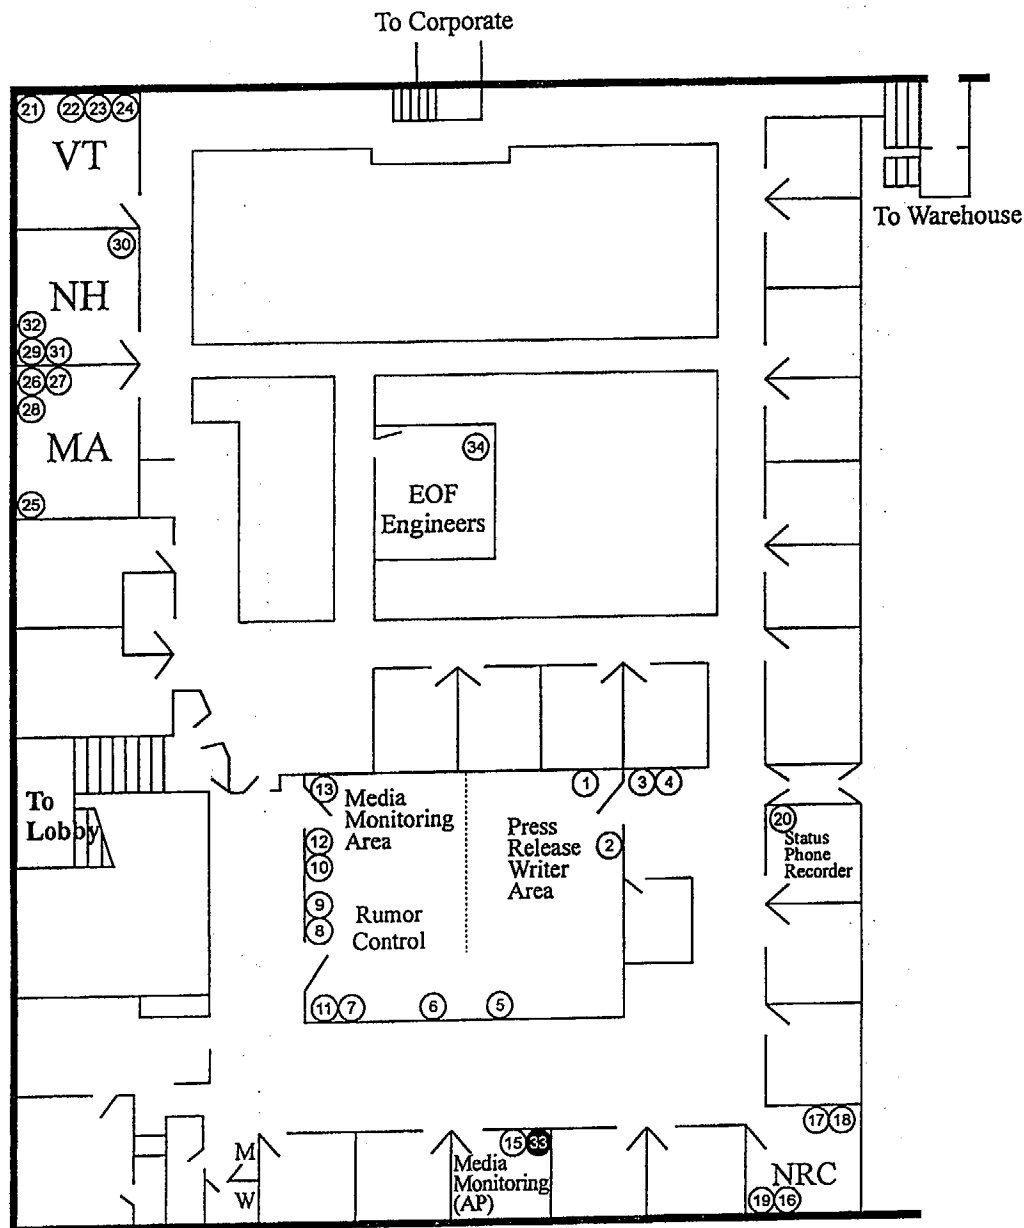 To Corporate
21 22 23 24
VT
To Warehouse
30
NH
32
29 31
26 27
28
MA
34
EOF
Engineers
25
13
Media
Monitoring
Area
1
3 4
To
Lobby
12
10
Press
Release
Writer
Area
2
20
Status
Phone
Recorder
9
8
Rumor
Control
11 7
6
5
17 18
15 33
Media
Monitoring
(AP)
M
W
NRC
19 16